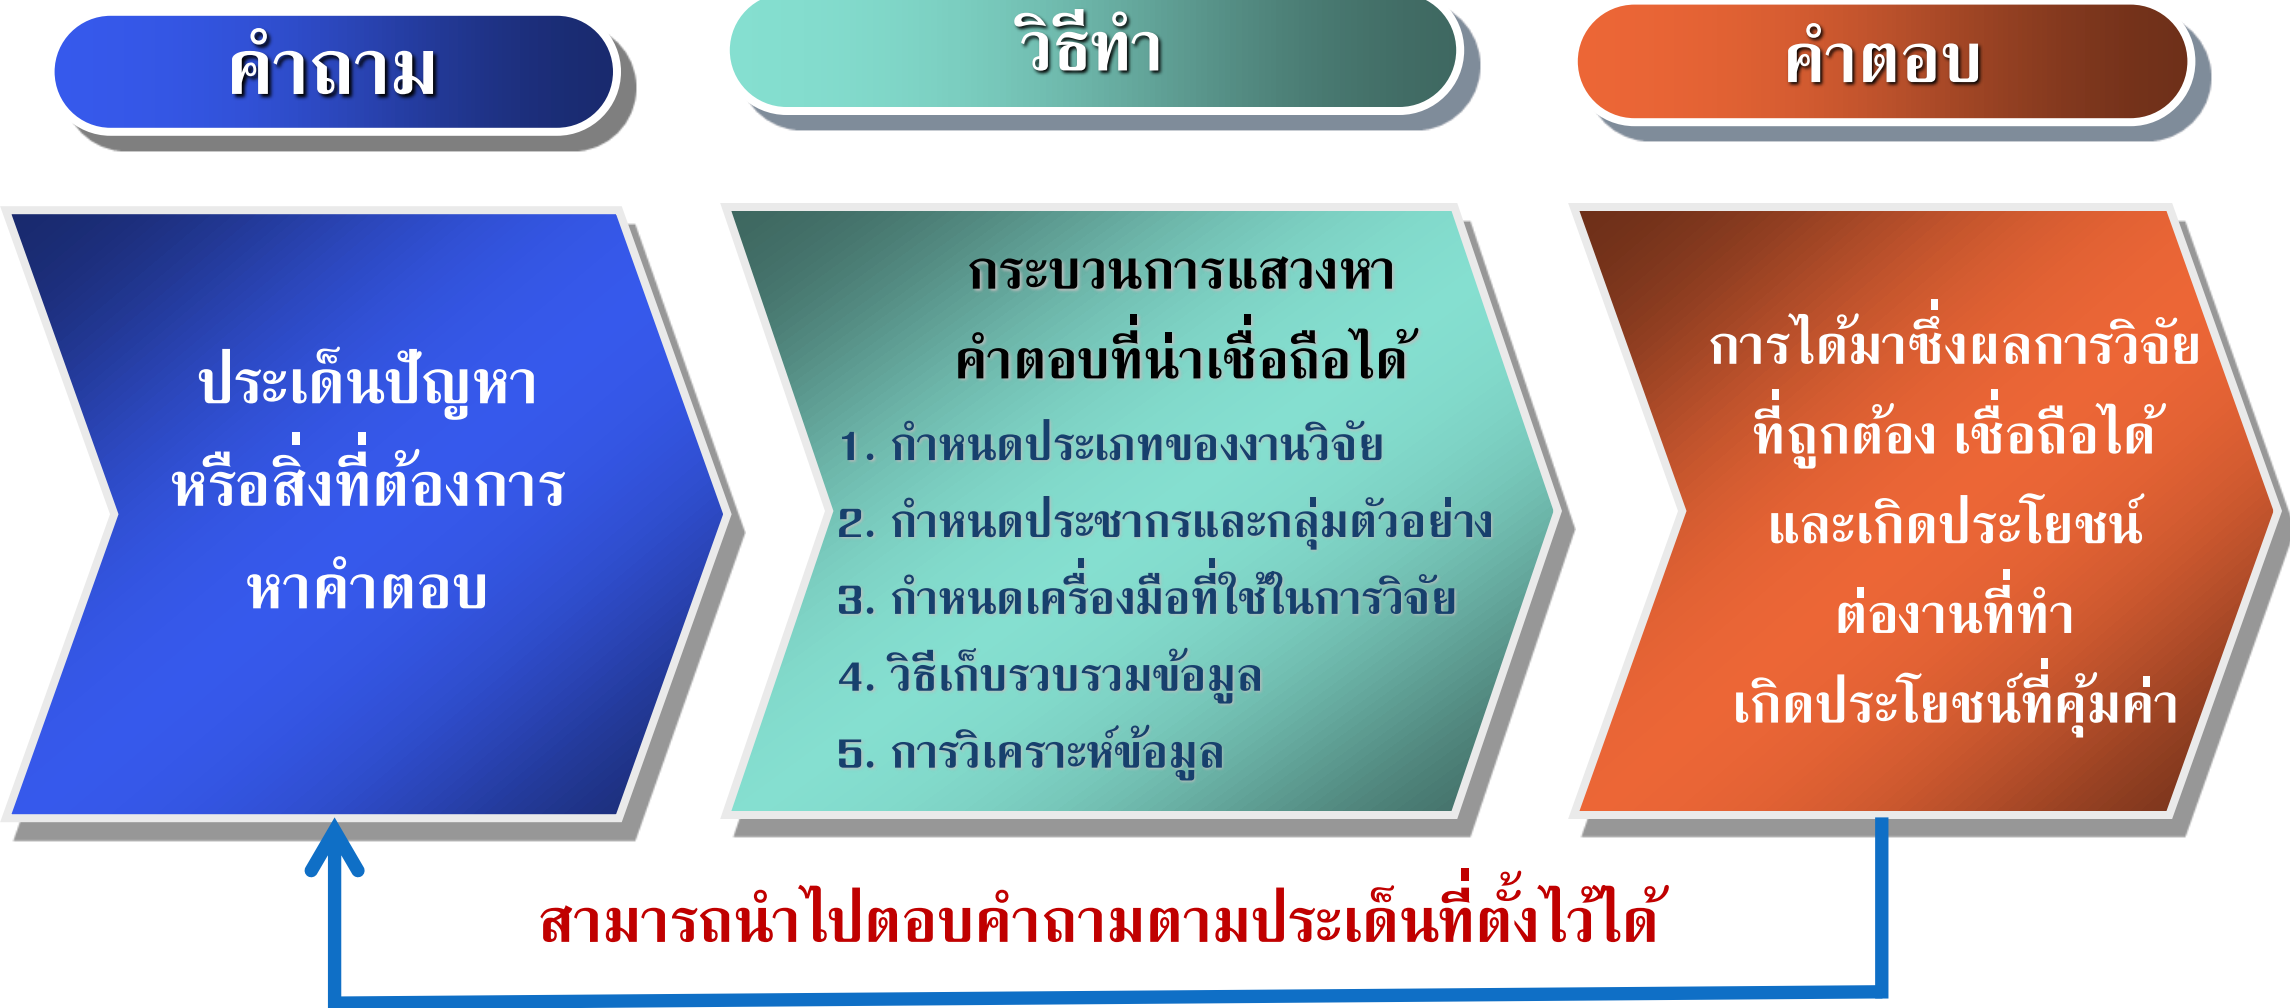 คำถาม
วิธีทำ
คำตอบ
ประเด็นปัญหา
หรือสิ่งที่ต้องการ
หาคำตอบ
กระบวนการแสวงหา
คำตอบที่น่าเชื่อถือได้
1. กำหนดประเภทของงานวิจัย
2. กำหนดประชากรและกลุ่มตัวอย่าง
3. กำหนดเครื่องมือที่ใช้ในการวิจัย
4. วิธีเก็บรวบรวมข้อมูล
5. การวิเคราะห์ข้อมูล
การได้มาซึ่งผลการวิจัย
ที่ถูกต้อง เชื่อถือได้
และเกิดประโยชน์
ต่องานที่ทำ
เกิดประโยชน์ที่คุ้มค่า
สามารถนำไปตอบคำถามตามประเด็นที่ตั้งไว้ได้